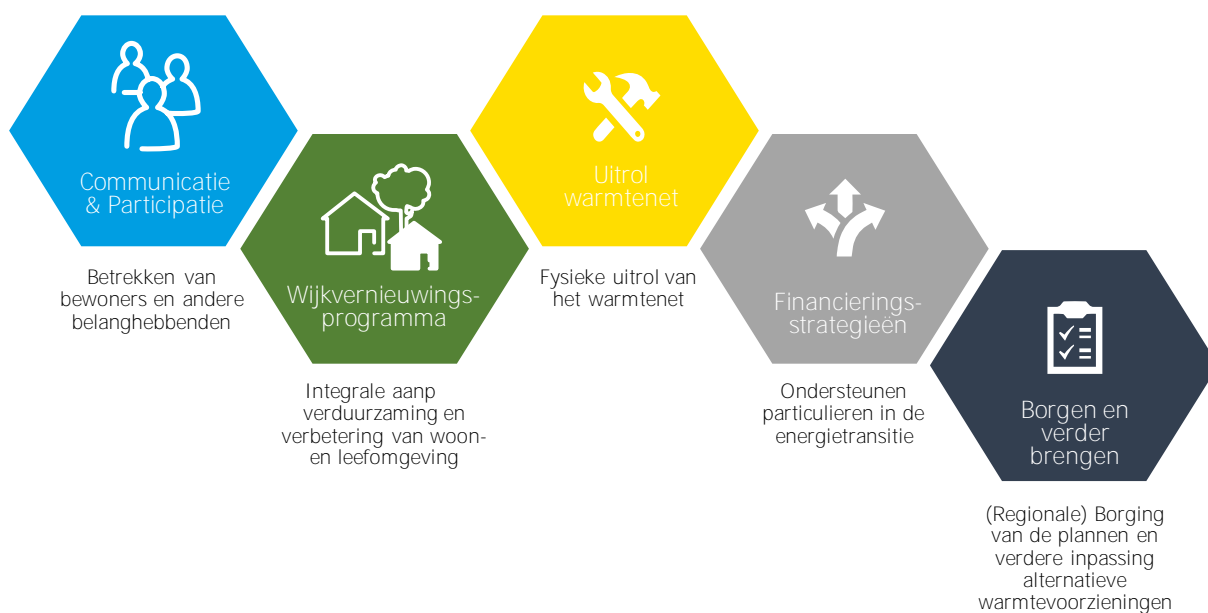 Communicatie
& Participatie
Betrekken van
bewoners en andere
belanghebbenden
Wijkvernieuwings-
programma
Integrale aanp
verduurzaming en
verbetering van woon-
en leefomgeving
Uitrol
warmtenet
Fysieke uitrol van
het warmtenet
Financierings-
strategieën
Ondersteunen
particulieren in de
energietransitie
Borgen en
verder
brengen
(Regionale) Borging
van de plannen en
verdere inpassing
alternatieve
warmtevoorzieningen